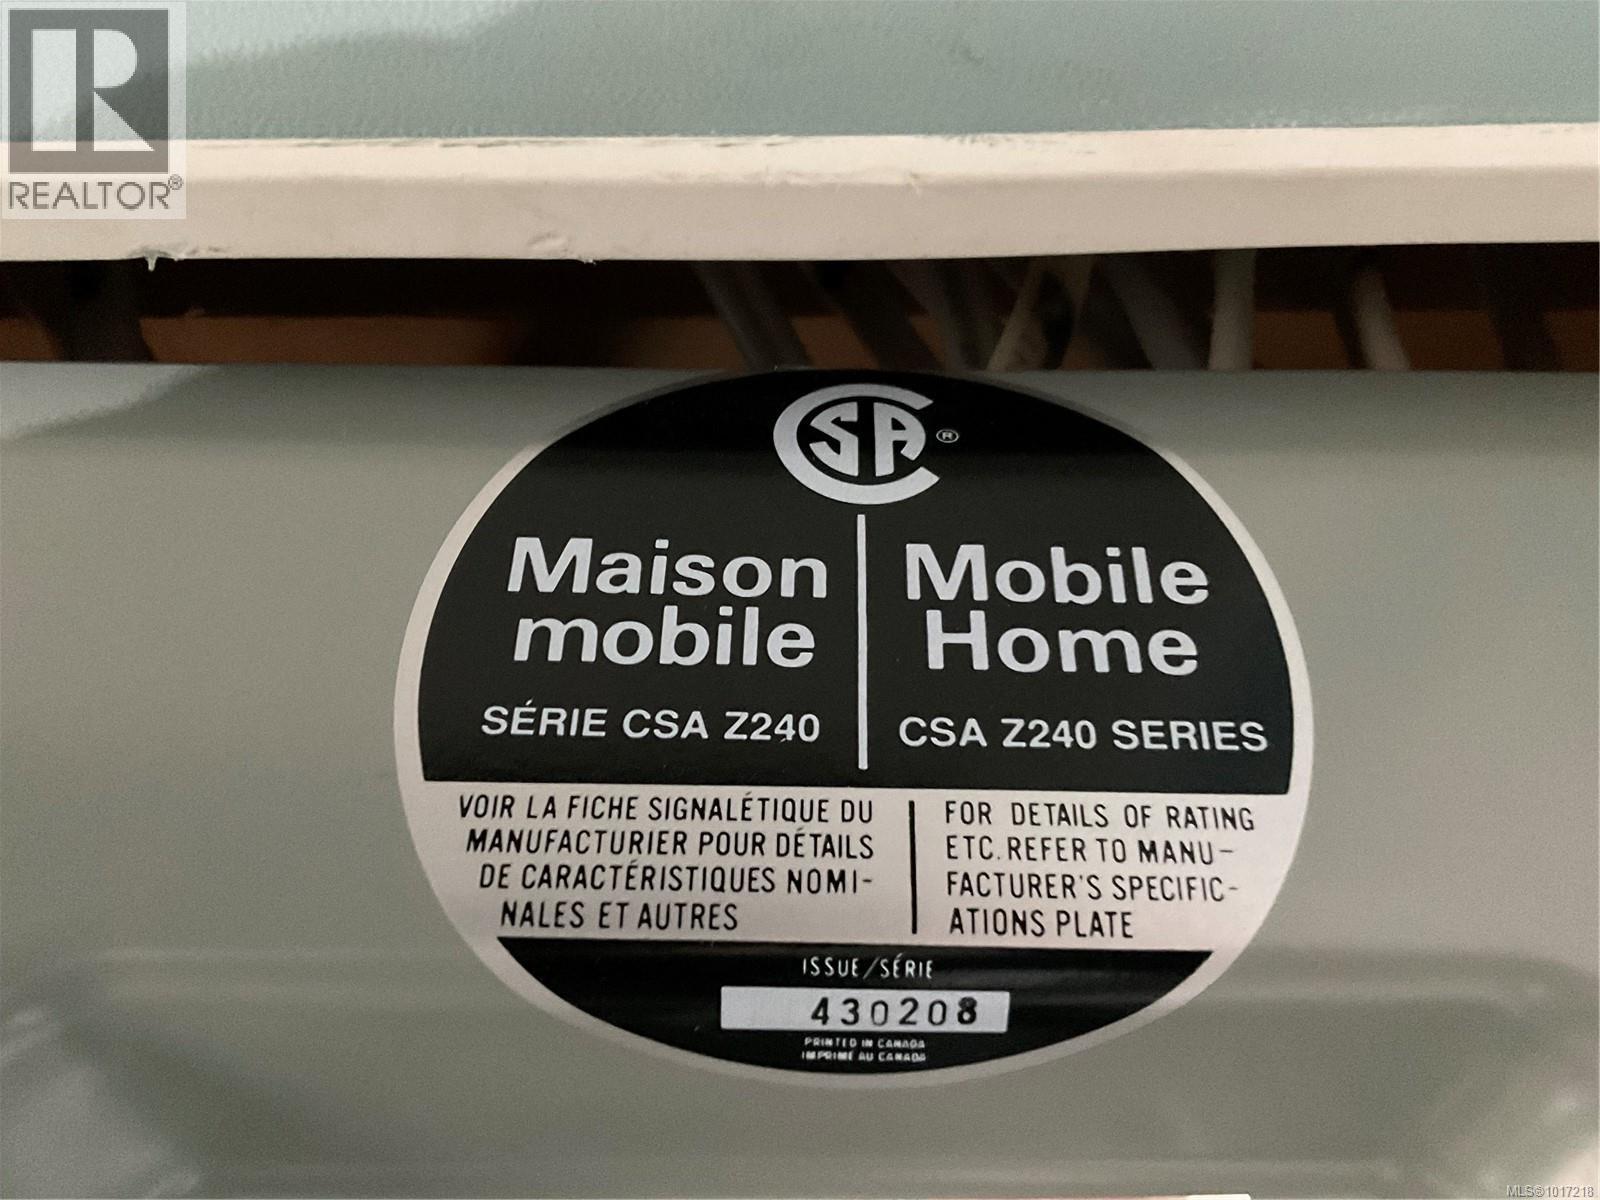 REALTOR®
CSA®
Maison
mobile
SÉRIE CSA Z240
Mobile
Home
CSA Z240 SERIES
VOIR LA FICHE SIGNALÉTIQUE DU
MANUFACTURIER POUR DÉTAILS
DE CARACTÉRISTIQUES NOMI-
NALES ET AUTRES
FOR DETAILS OF RATING
ETC. REFER TO MANU-
FACTURER'S SPECIFIC-
ATIONS PLATE
ISSUE/SÉRIE
430208
PRINTED IN CANADA
IMPRIMÉ AU CANADA
MLS®1017218